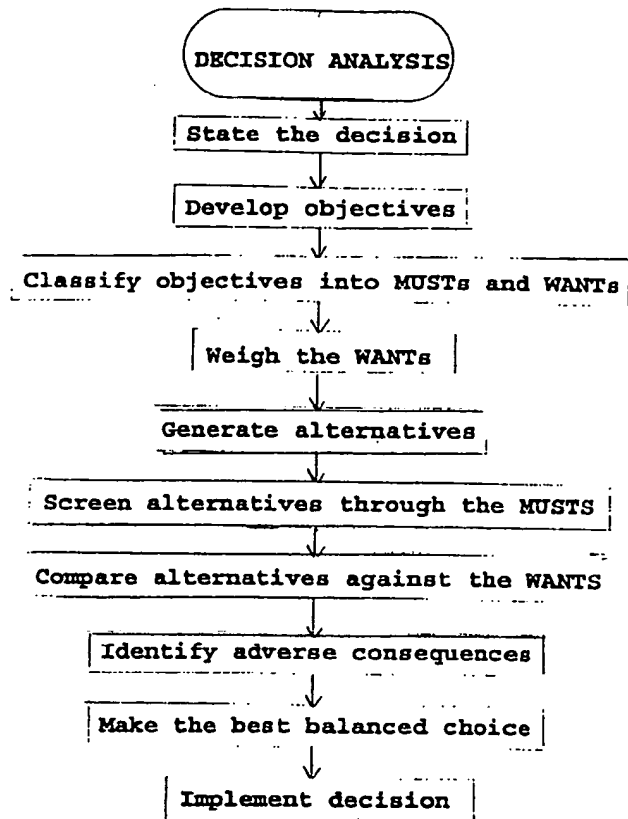 DECISION ANALYSIS
State the decision
Develop objectives
Classify objectives into MUSTs and WANTs
Weigh the WANTs
Generate alternatives
Screen alternatives through the MUSTS
Compare alternatives against the WANTS
Identify adverse consequences
Make the best balanced choice
Implement decision